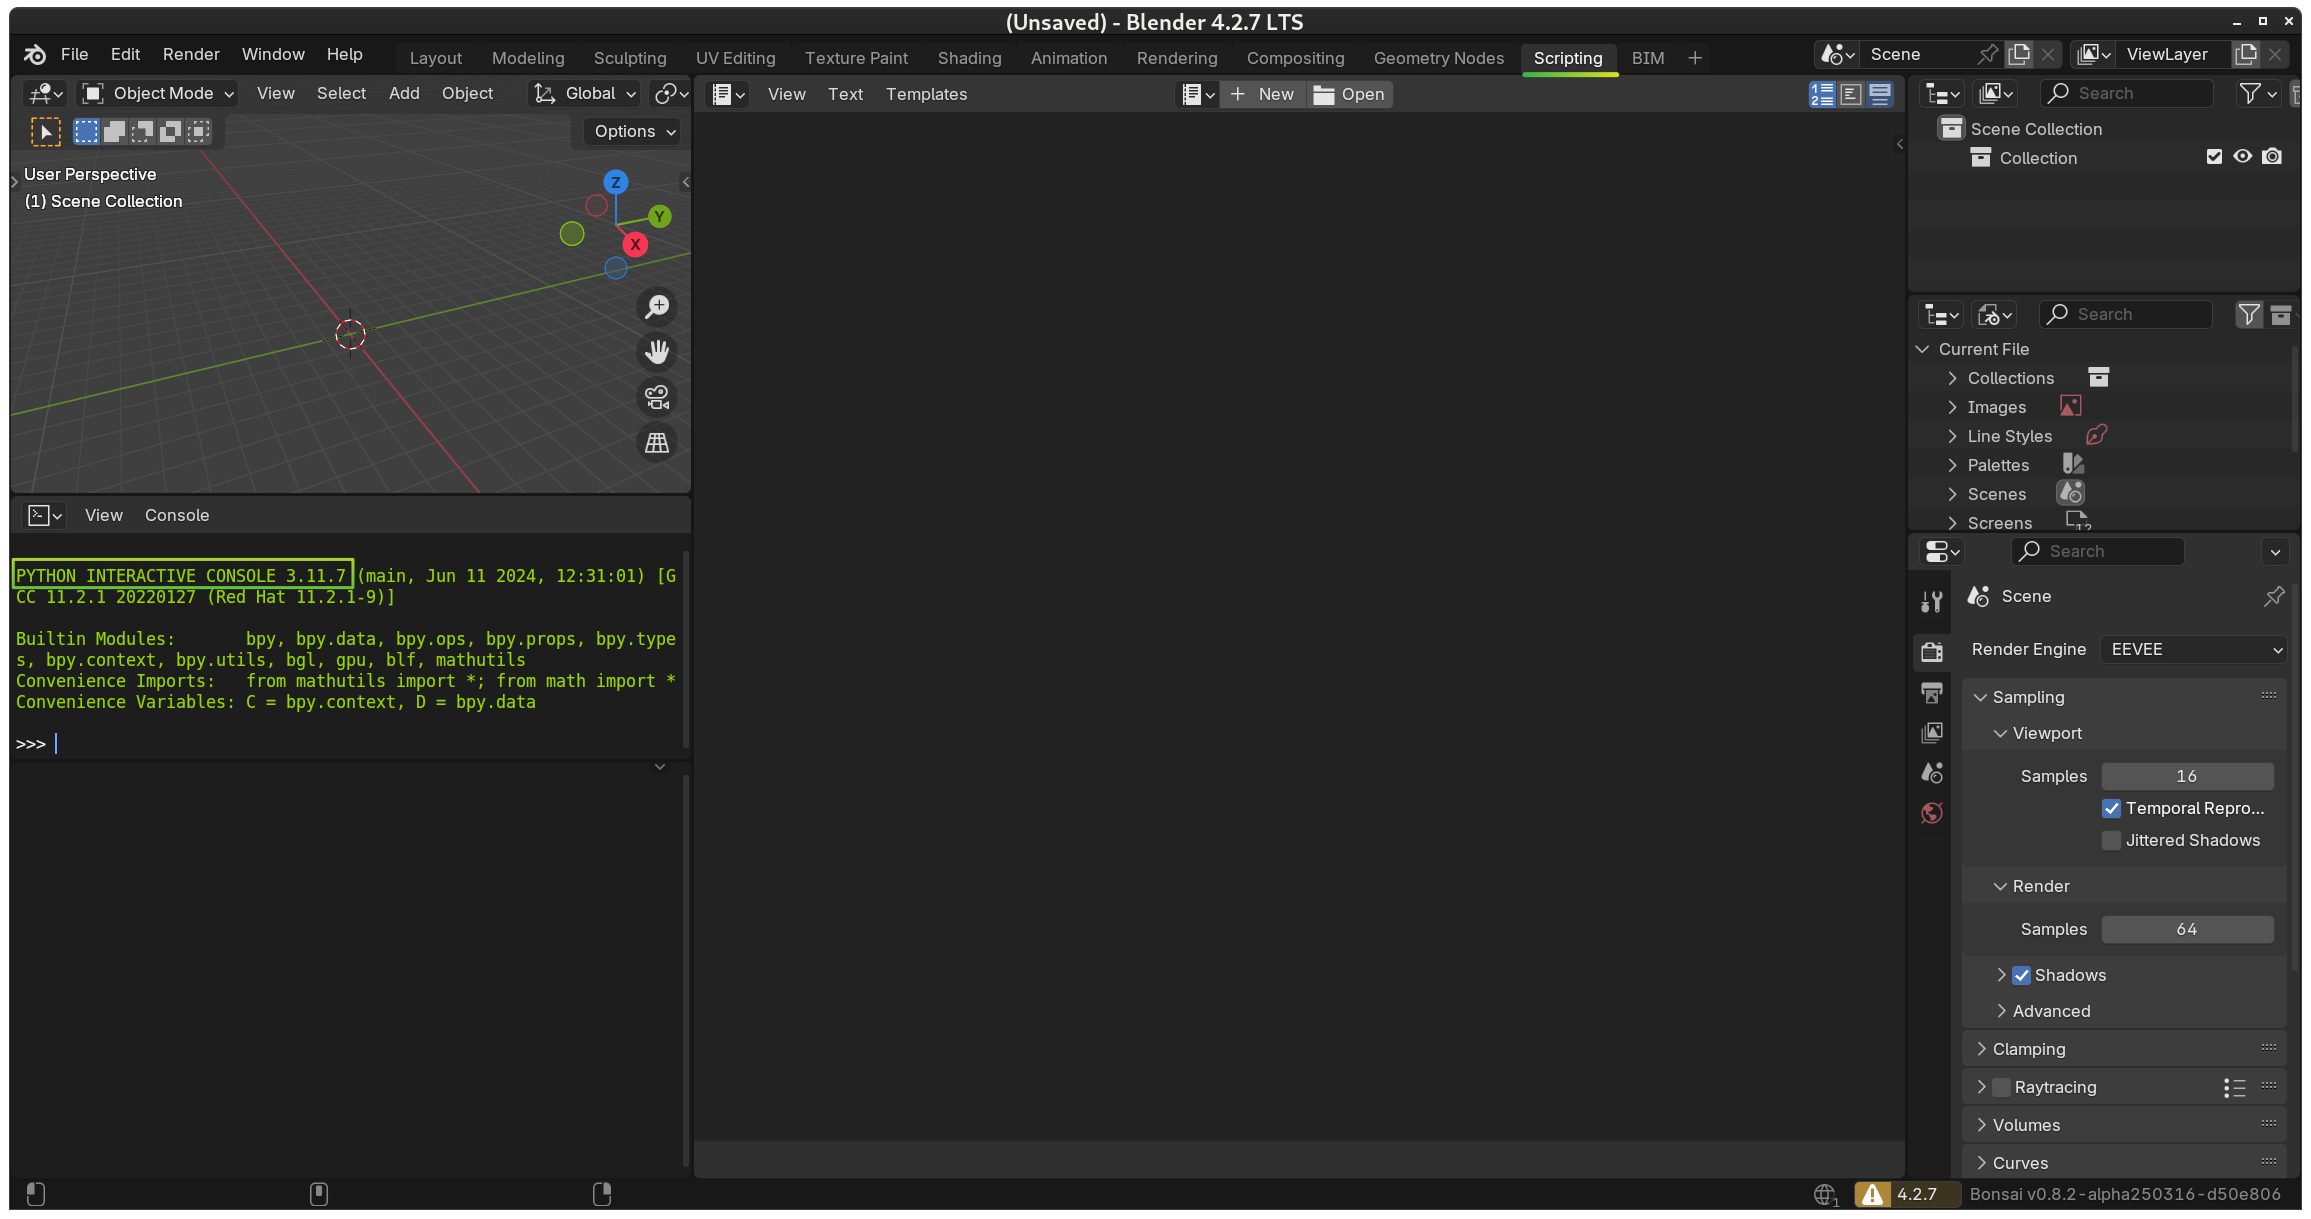 (Unsaved) - Blender 4.2.7 LTS
File Edit Render Window Help Layout Modeling Sculpting UV Editing Texture Paint Shading Animation Rendering Compositing Geometry Nodes Scripting BIM + Scene ViewLayer
Object Mode View Select Add Object Global
View Text Templates New Open
Search
Options
User Perspective
(1) Scene Collection
Z
Y
X
Scene Collection
Collection
Search
Current File
Collections
Images
Line Styles
Palettes
Scenes
Screens 12
View Console
PYTHON INTERACTIVE CONSOLE 3.11.7 (main, Jun 11 2024, 12:31:01) [G
CC 11.2.1 20220127 (Red Hat 11.2.1-9)]
Builtin Modules: bpy, bpy.data, bpy.ops, bpy.props, bpy.type
s, bpy.context, bpy.utils, bgl, gpu, blf, mathutils
Convenience Imports: from mathutils import *; from math import *
Convenience Variables: C = bpy.context, D = bpy.data
>>>
Search
Scene
Render Engine EEVEE
Sampling
Viewport
Samples 16
Temporal Repro...
Jittered Shadows
Render
Samples 64
Shadows
Advanced
Clamping
Raytracing
Volumes
Curves
1 4.2.7 Bonsai v0.8.2-alpha250316-d50e806